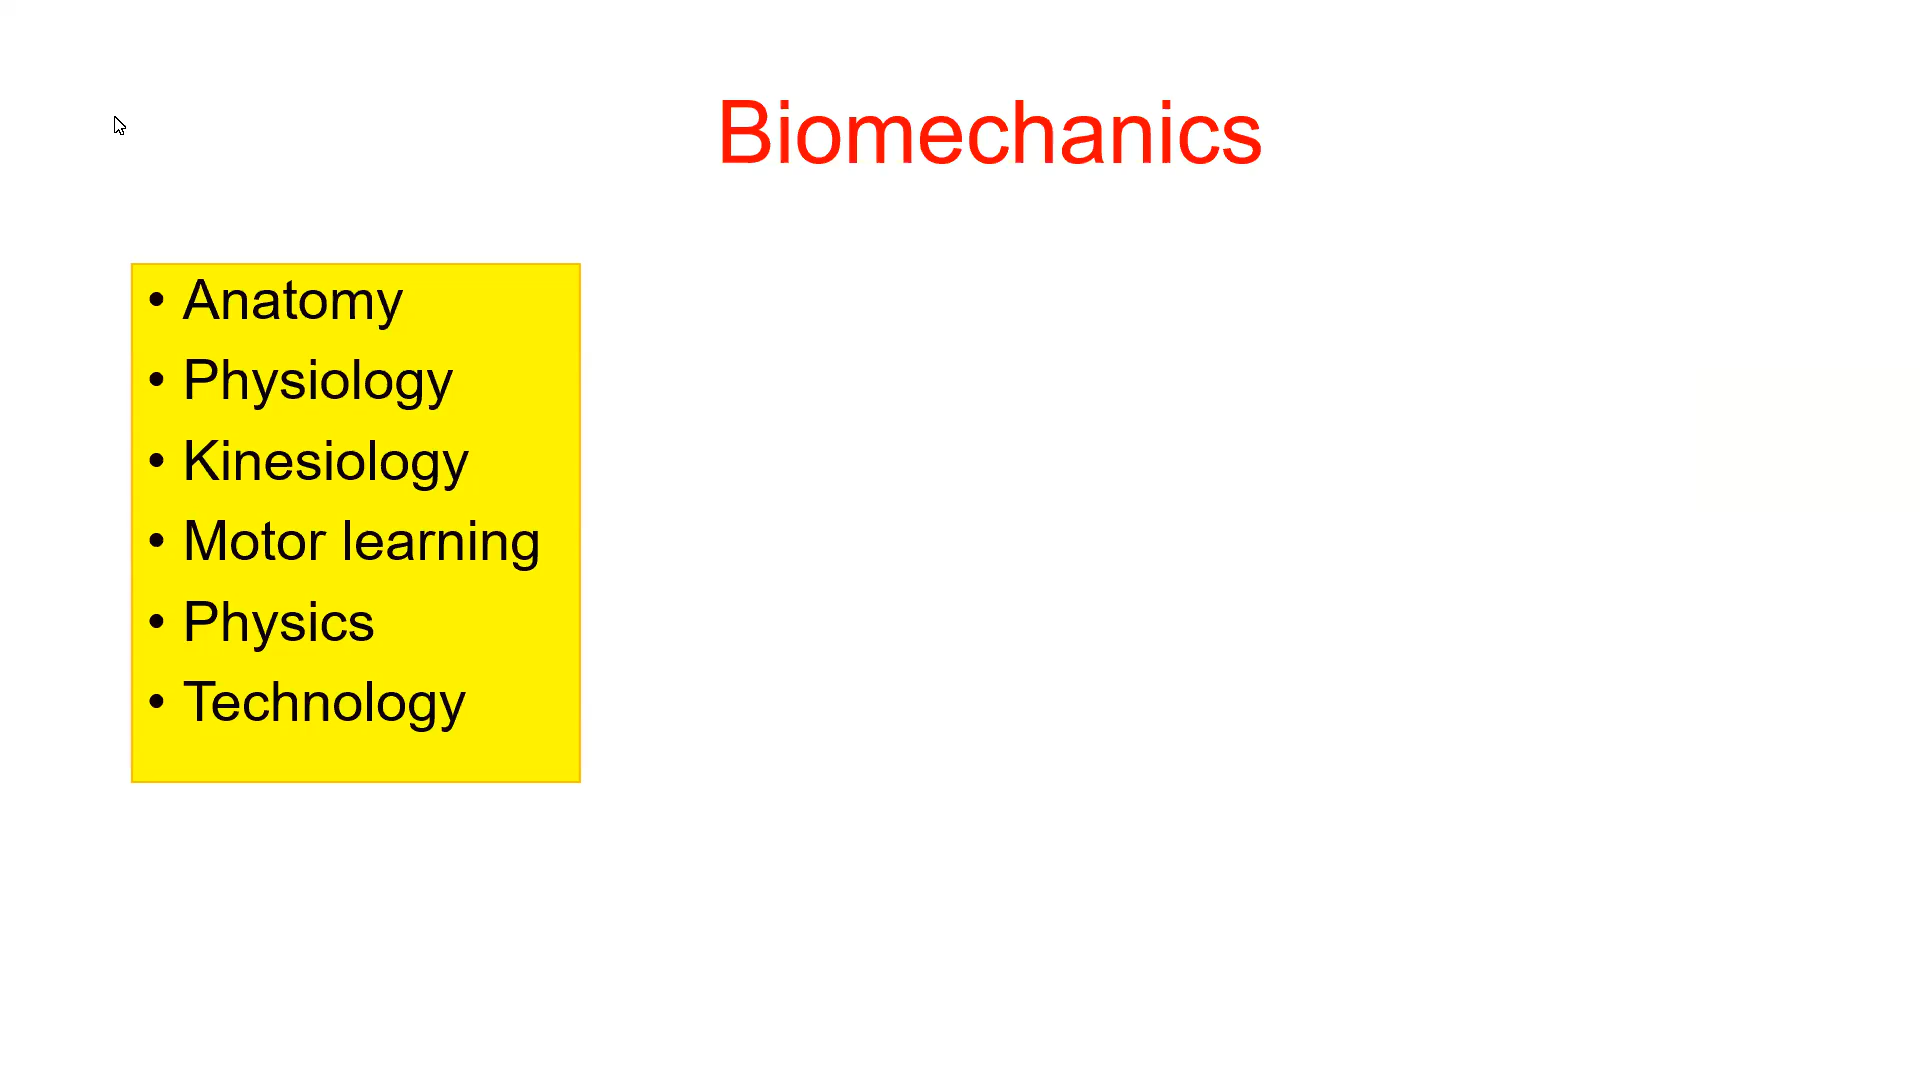 Biomechanics
• Anatomy
• Physiology
• Kinesiology
• Motor learning
• Physics
• Technology